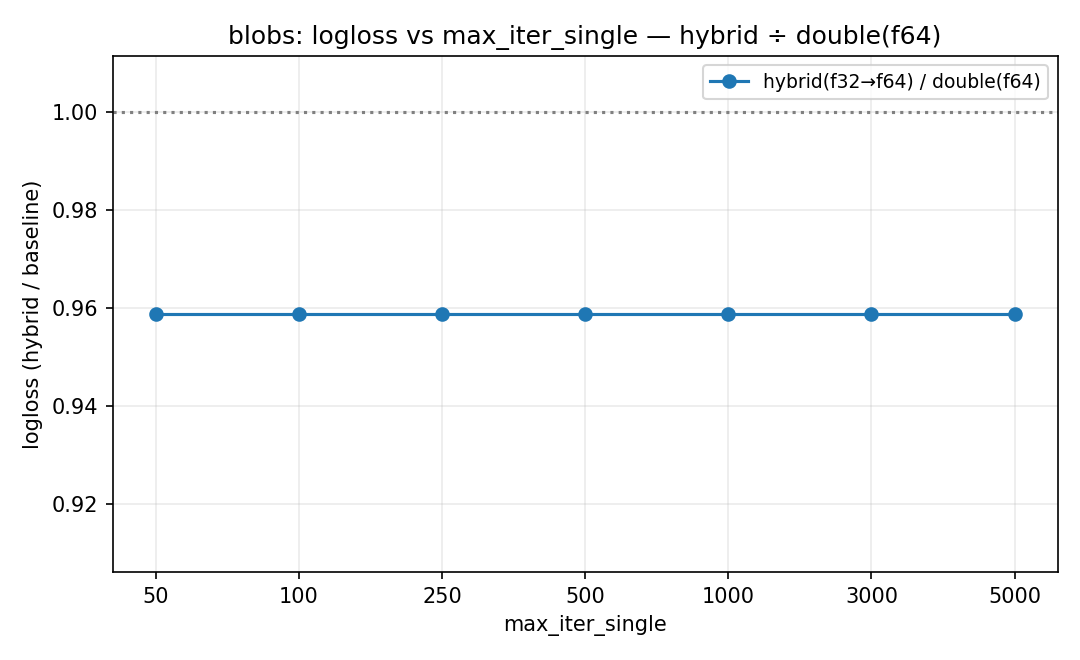 blobs: logloss vs max_iter_single — hybrid ÷ double(f64)
hybrid(f32→f64) / double(f64)
logloss (hybrid / baseline)
1.00
0.98
0.96
0.94
0.92
50 100 250 500 1000 3000 5000
max_iter_single